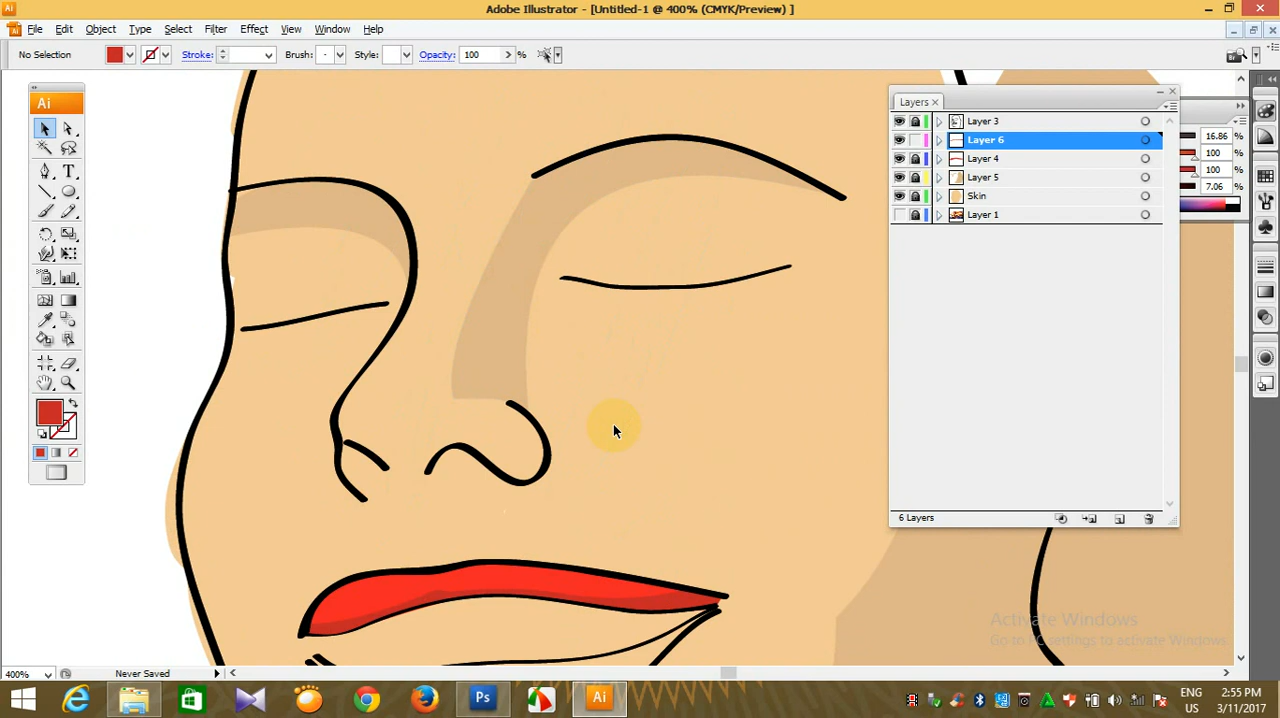 Adobe Illustrator - [Untitled-1 @ 400% (CMYK/Preview) ]
Ai File Edit Object Type Select Filter Effect View Window Help
No Selection Stroke: Brush: Style: Opacity: 100 %
Ai
Layers
Layer 3
Layer 6
Layer 4
Layer 5
Skin
Layer 1
6 Layers
16.86 %
100 %
100 %
7.06 %
Activate Windows
Go to PC settings to activate Windows.
400% Never Saved
Ps Ai
ENG
US
2:55 PM
3/11/2017